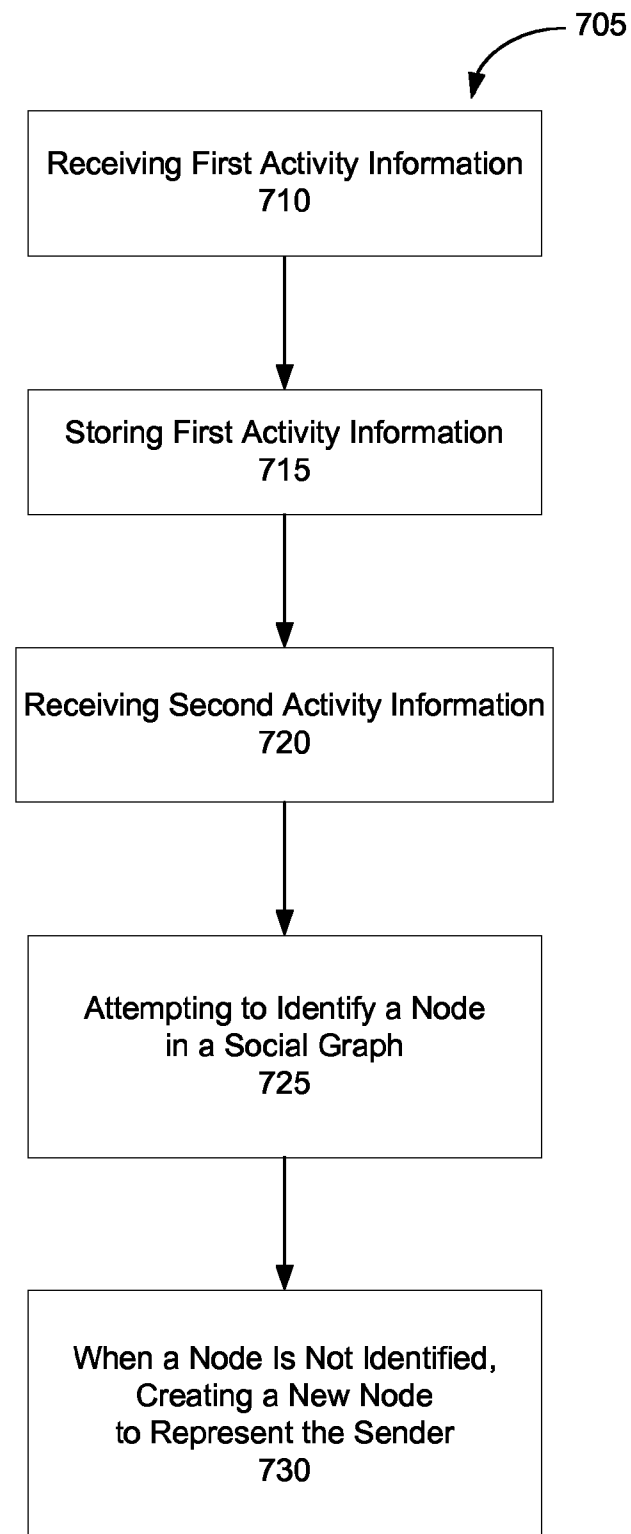 705
Receiving First Activity Information
710
Storing First Activity Information
715
Receiving Second Activity Information
720
Attempting to Identify a Node
in a Social Graph
725
When a Node Is Not Identified,
Creating a New Node
to Represent the Sender
730